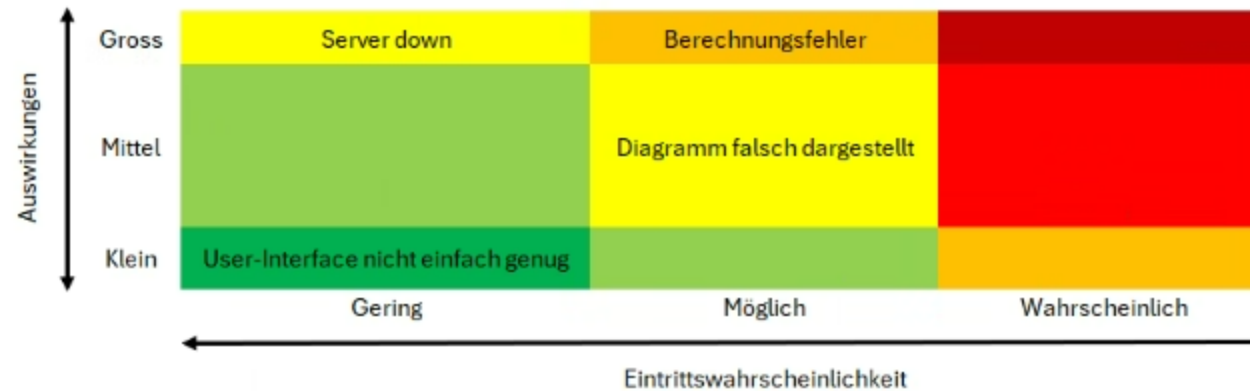 Auswirkungen
Gross
Server down
Berechnungsfehler
Mittel
Diagramm falsch dargestellt
Klein
User-Interface nicht einfach genug
Gering
Möglich
Wahrscheinlich
Eintrittswahrscheinlichkeit